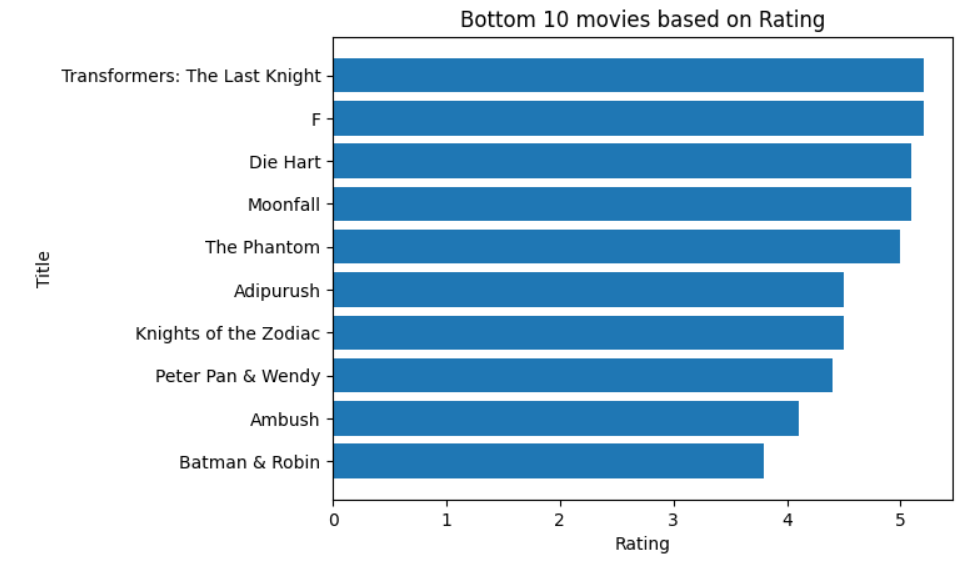 Bottom 10 movies based on Rating
Transformers: The Last Knight
F
Die Hart
Moonfall
The Phantom
Adipurush
Knights of the Zodiac
Peter Pan & Wendy
Ambush
Batman & Robin
Title
0 1 2 3 4 5
Rating